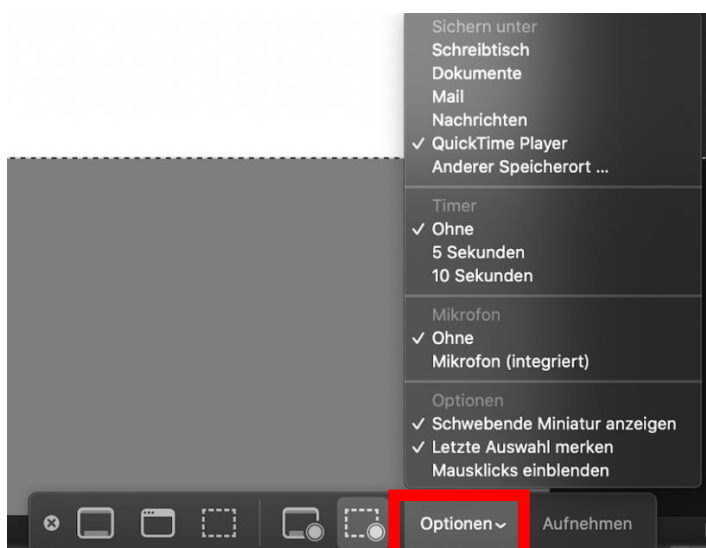 Sichern unter
Schreibtisch
Dokumente
Mail
Nachrichten
✓ QuickTime Player
Anderer Speicherort ...
Timer
✓ Ohne
5 Sekunden
10 Sekunden
Mikrofon
✓ Ohne
Mikrofon (integriert)
Optionen
✓ Schwebende Miniatur anzeigen
✓ Letzte Auswahl merken
Mausklicks einblenden
Optionen Aufnehmen